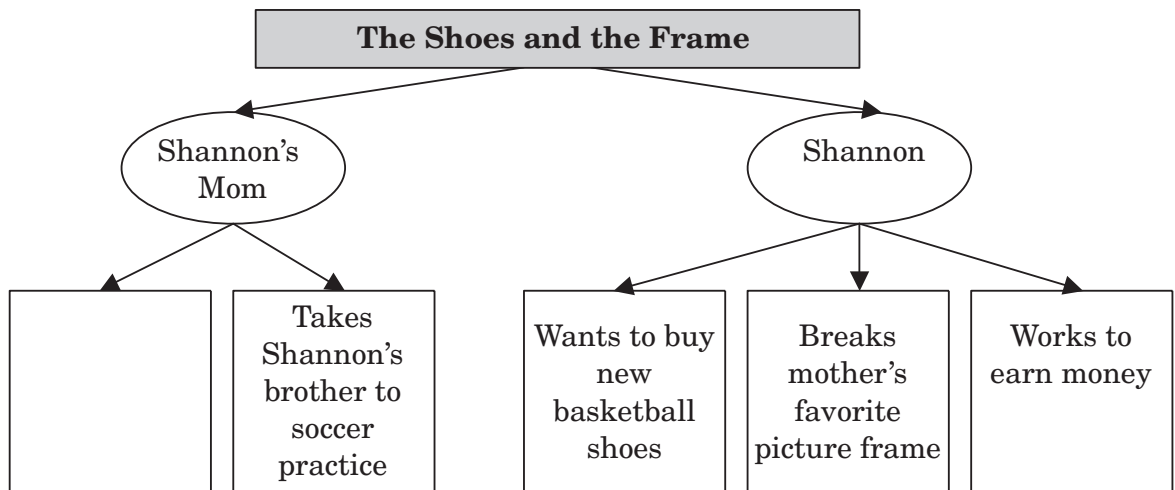 The Shoes and the Frame
Shannon’s
Mom
Shannon
Takes
Shannon’s
brother to
soccer
practice
Wants to buy
new
basketball
shoes
Breaks
mother’s
favorite
picture frame
Works to
earn money